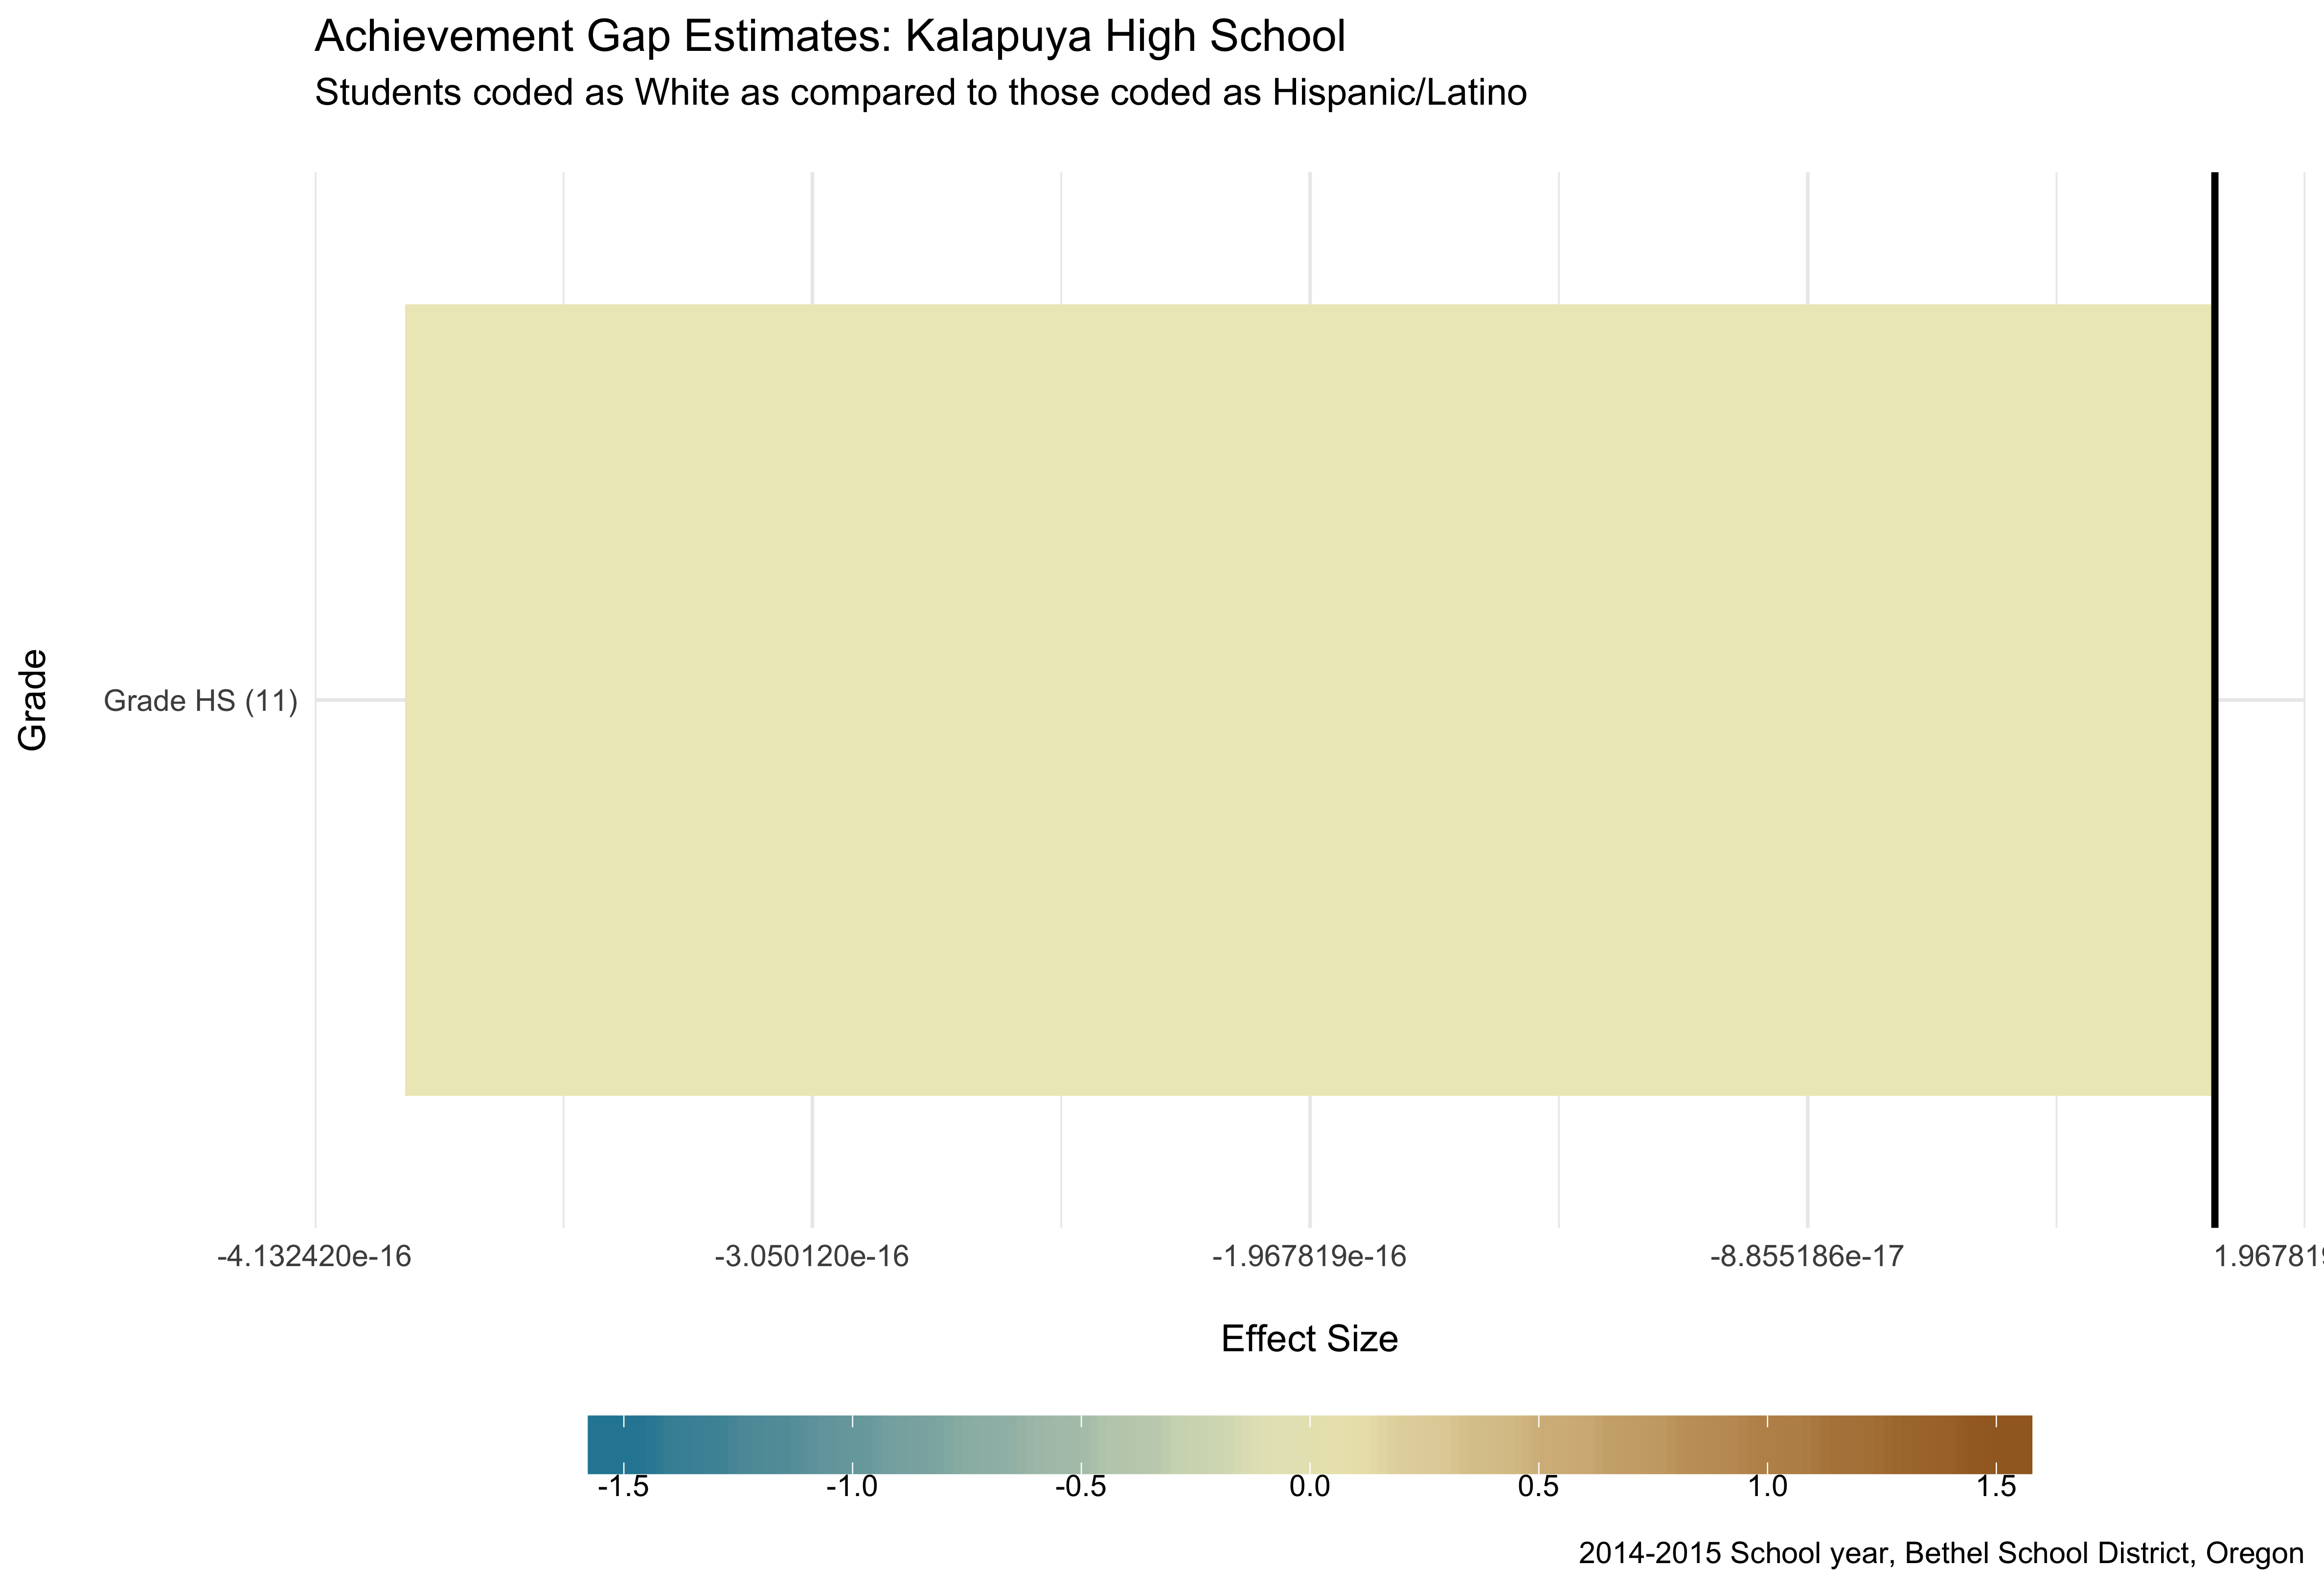 Achievement Gap Estimates: Kalapuya High School
Students coded as White as compared to those coded as Hispanic/Latino
Grade
Grade HS (11)
-4.132420e-16 -3.050120e-16 -1.967819e-16 -8.855186e-17 1.967819
Effect Size
-1.5 -1.0 -0.5 0.0 0.5 1.0 1.5
2014-2015 School year, Bethel School District, Oregon